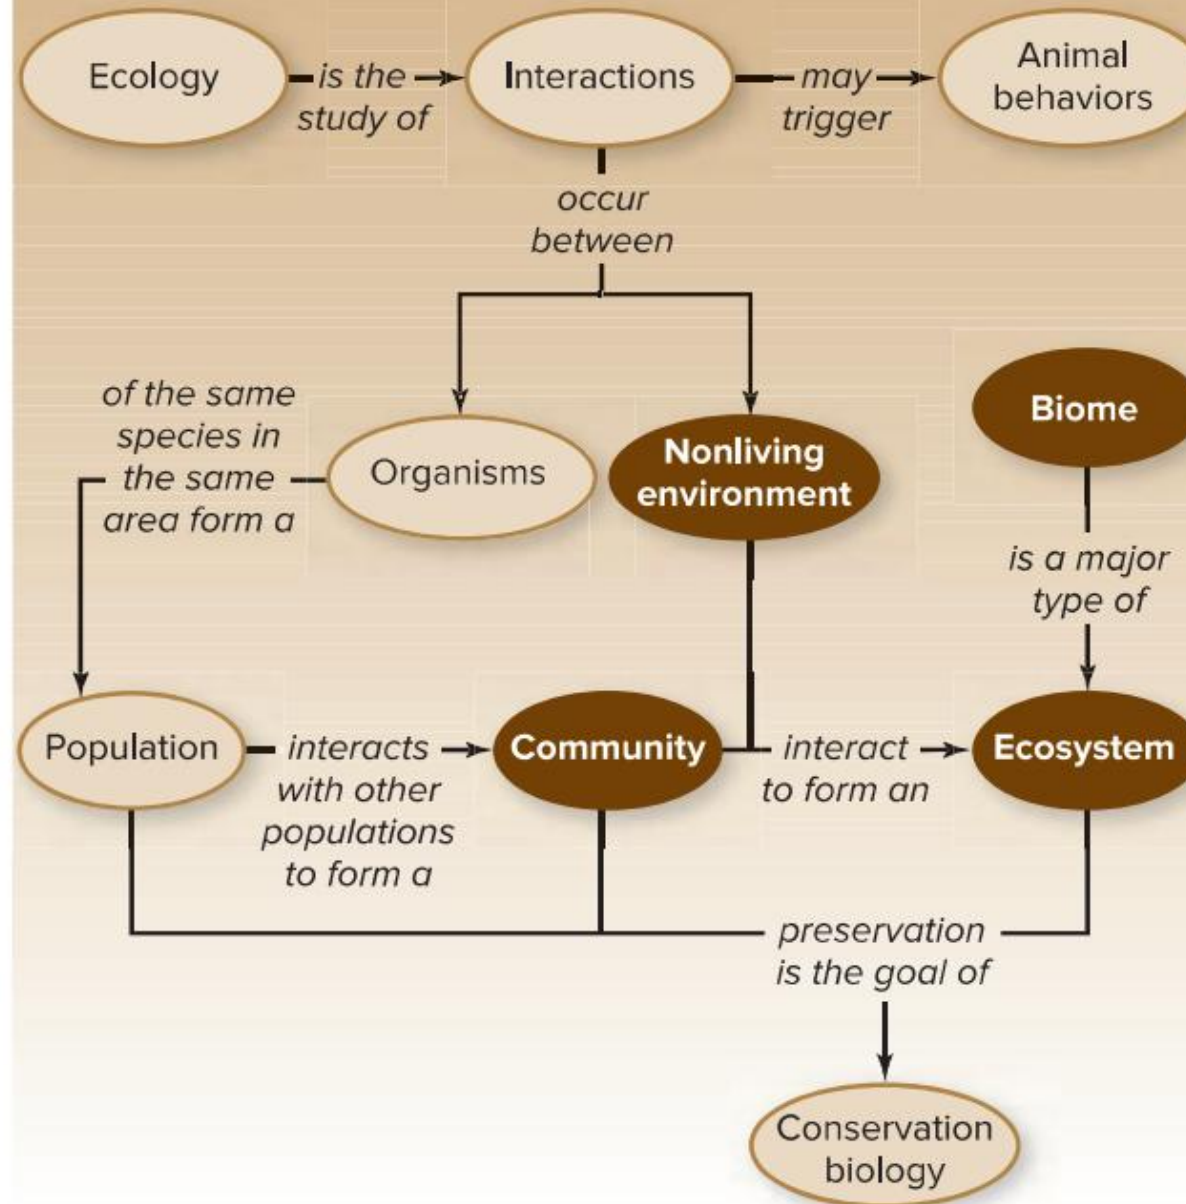 Ecology
is the
study of
Interactions
may
trigger
Animal
behaviors
occur
between
of the same
species in
the same
area form a
Organisms
Nonliving
environment
Biome
is a major
type of
Population
interacts
with other
populations
to form a
Community
interact
to form an
Ecosystem
preservation
is the goal of
Conservation
biology